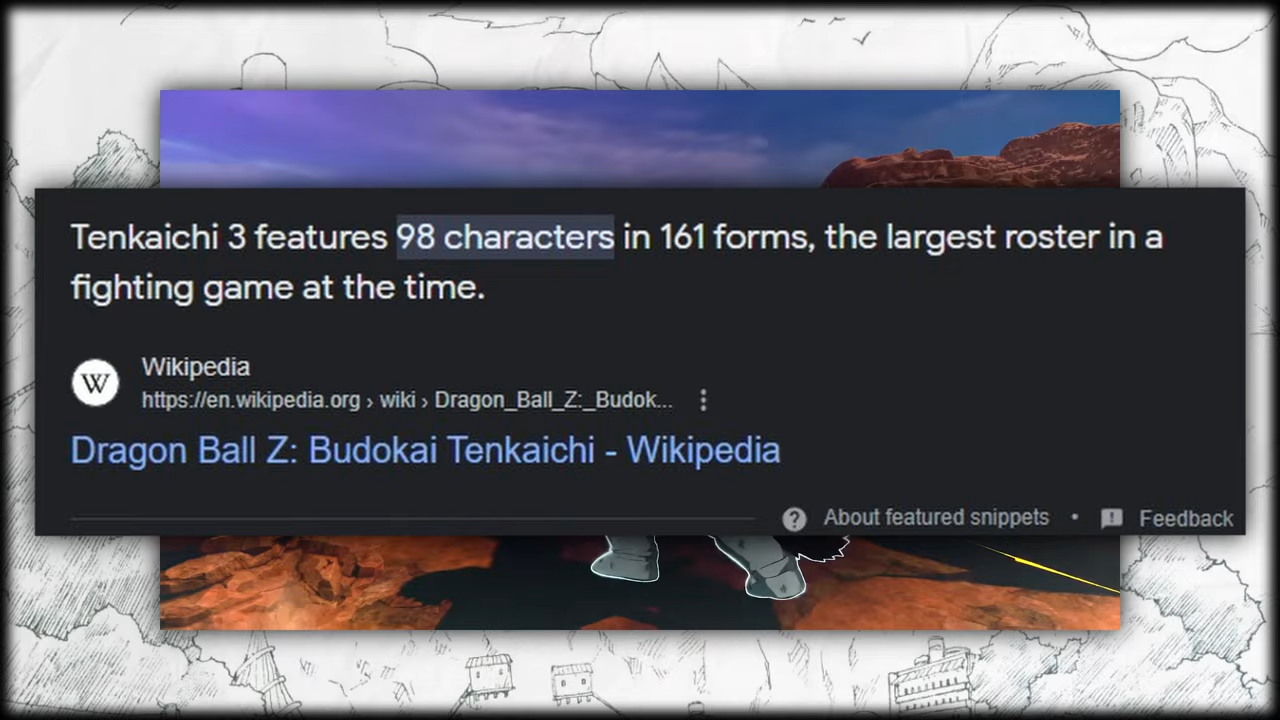 Tenkaichi 3 features 98 characters in 161 forms, the largest roster in a
fighting game at the time.
W
Wikipedia
https://en.wikipedia.org › wiki › Dragon_Ball_Z:_Budok...
Dragon Ball Z: Budokai Tenkaichi - Wikipedia
About featured snippets • Feedback